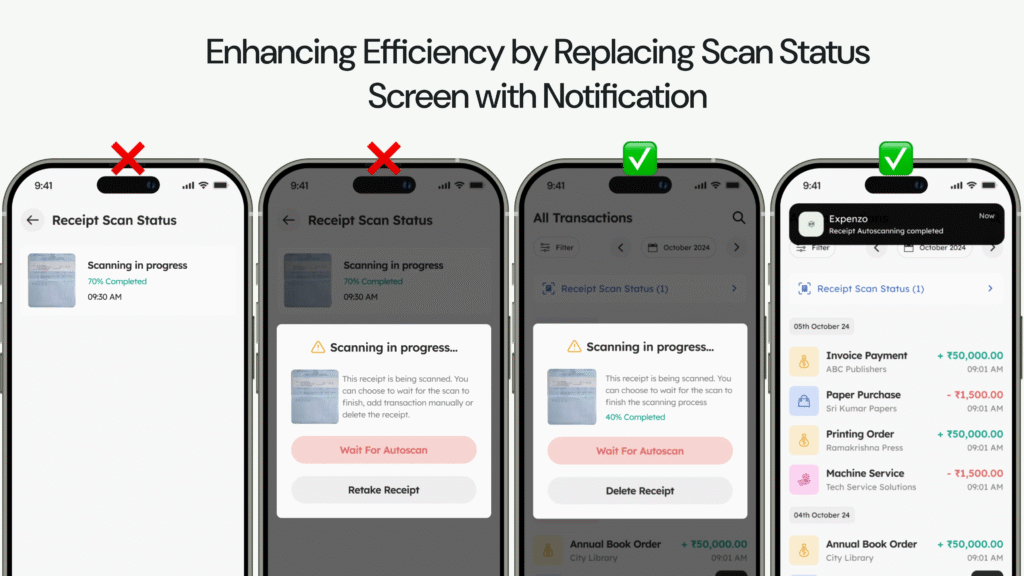 Enhancing Efficiency by Replacing Scan Status
Screen with Notification
9:41
Receipt Scan Status
Scanning in progress
70% Completed
09:30 AM
9:41
Receipt Scan Status
Scanning in progress
70% Completed
09:30 AM
Scanning in progress...
This receipt is being scanned. You
can choose to wait for the scan to
finish, add transaction manually or
delete the receipt.
Wait For Autoscan
Retake Receipt
9:41
All Transactions
Filter
October 2024
Receipt Scan Status (1)
Scanning in progress...
This receipt is being scanned. You
can choose to wait for the scan to
finish the scanning process
40% Completed
Wait For Autoscan
Delete Receipt
Annual Book Order + ₹50,000.00
City Library 09:01 AM
9:41
Expenzo Now
Receipt Autoscanning completed
Filter
October 2024
Receipt Scan Status (1)
05th October 24
Invoice Payment + ₹50,000.00
ABC Publishers 09:01 AM
Paper Purchase - ₹1,500.00
Sri Kumar Papers 09:01 AM
Printing Order + ₹50,000.00
Ramakrishna Press 09:01 AM
Machine Service - ₹1,500.00
Tech Service Solutions 09:01 AM
04th October 24
Annual Book Order + ₹50,000.00
City Library 09:01 AM